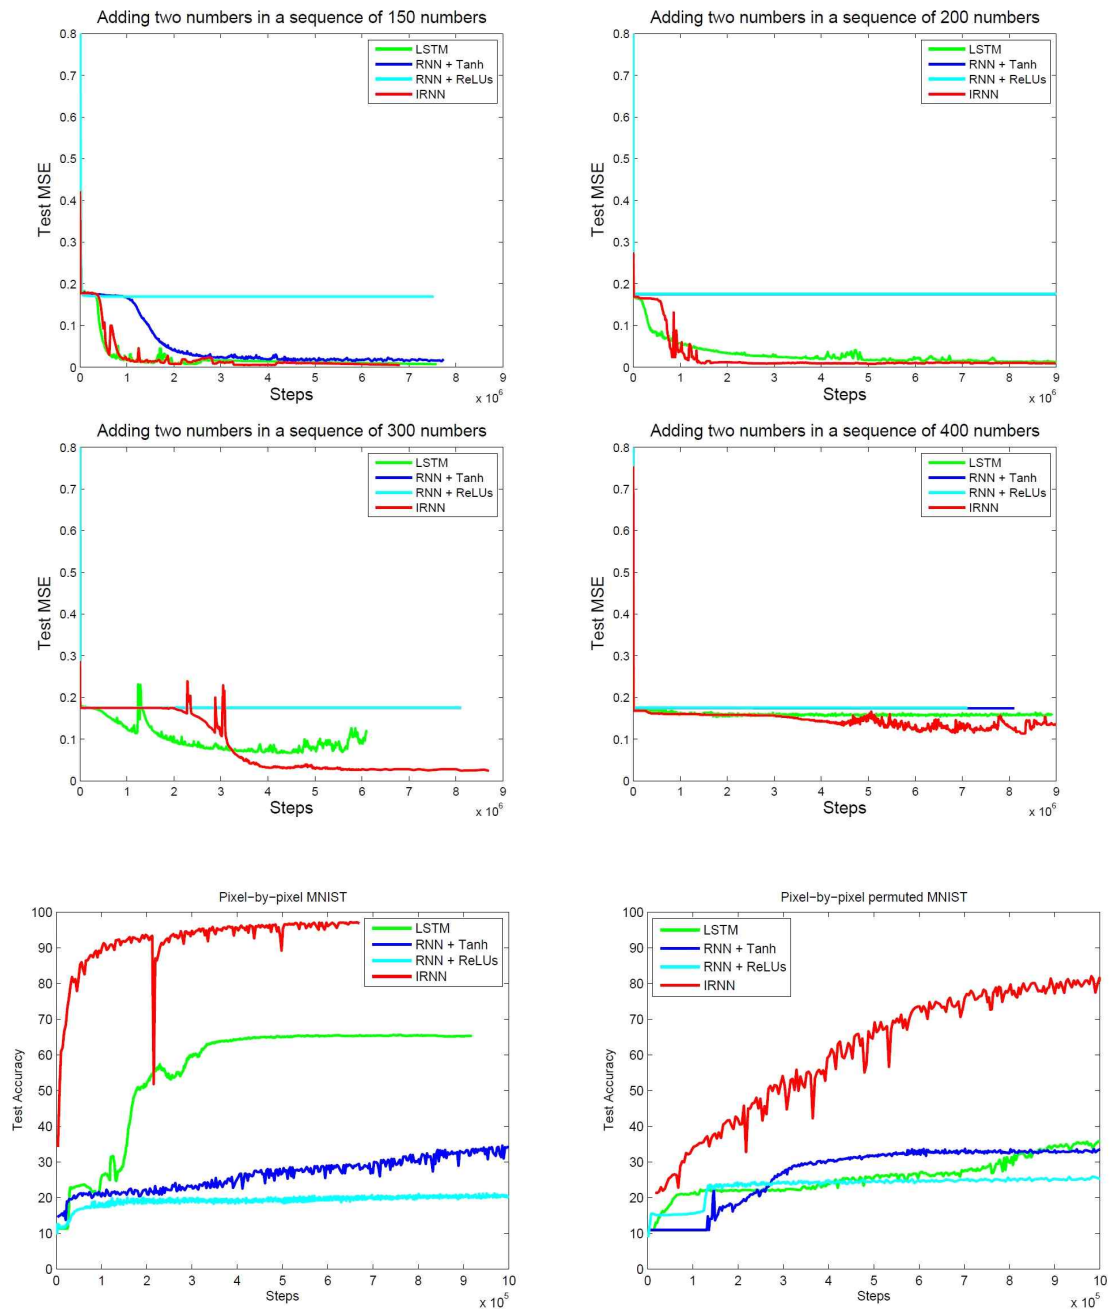 Adding two numbers in a sequence of 150 numbers
0.8
0.7
0.6
0.5
0.4
0.3
0.2
0.1
0
Test MSE
LSTM
RNN + Tanh
RNN + ReLUs
IRNN
0 1 2 3 4 5 6 7 8 9
Steps
x 10^6
Adding two numbers in a sequence of 200 numbers
0.8
0.7
0.6
0.5
0.4
0.3
0.2
0.1
0
Test MSE
LSTM
RNN + Tanh
RNN + ReLUs
IRNN
0 1 2 3 4 5 6 7 8 9
Steps
x 10^6
Adding two numbers in a sequence of 300 numbers
0.8
0.7
0.6
0.5
0.4
0.3
0.2
0.1
0
Test MSE
LSTM
RNN + Tanh
RNN + ReLUs
IRNN
0 1 2 3 4 5 6 7 8 9
Steps
x 10^6
Adding two numbers in a sequence of 400 numbers
0.8
0.7
0.6
0.5
0.4
0.3
0.2
0.1
0
Test MSE
LSTM
RNN + Tanh
RNN + ReLUs
IRNN
0 1 2 3 4 5 6 7 8 9
Steps
x 10^6
Pixel−by−pixel MNIST
100
90
80
70
60
50
40
30
20
10
0
Test Accuracy
LSTM
RNN + Tanh
RNN + ReLUs
IRNN
0 1 2 3 4 5 6 7 8 9 10
Steps
x 10^5
Pixel−by−pixel permuted MNIST
100
90
80
70
60
50
40
30
20
10
0
Test Accuracy
LSTM
RNN + Tanh
RNN + ReLUs
IRNN
0 1 2 3 4 5 6 7 8 9 10
Steps
x 10^5